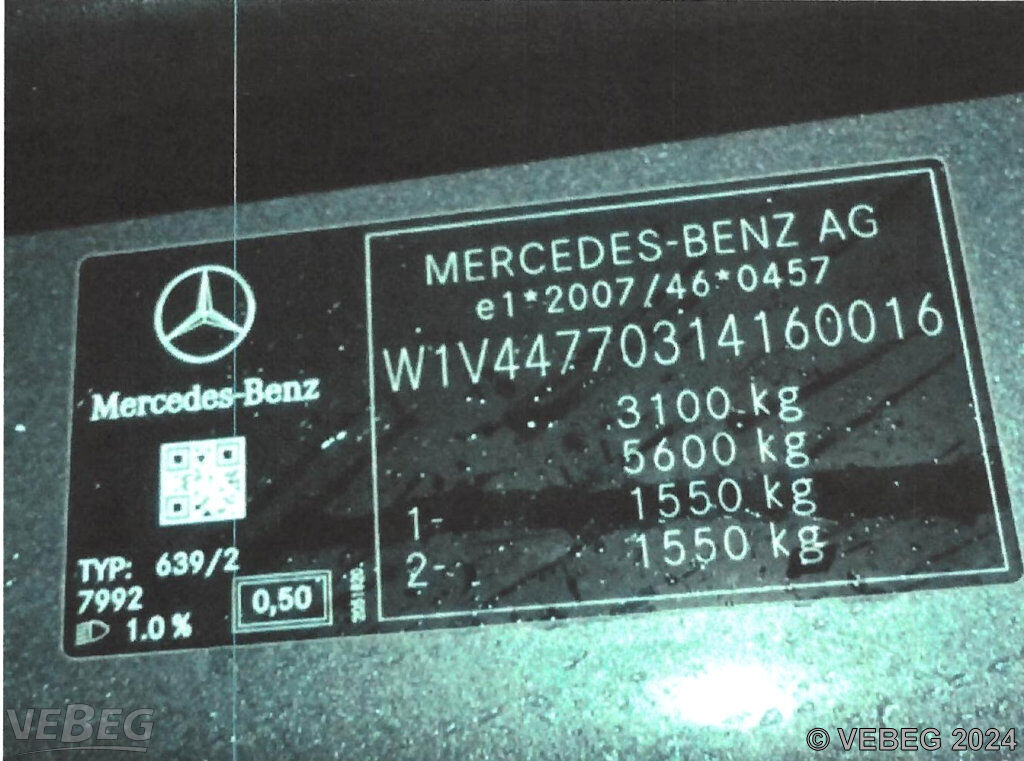 Mercedes-Benz
TYP: 639/2
7992
1.0 %
0,50
MERCEDES-BENZ AG
e1*2007/46*0457
W1V44770314160016
3100 kg
5600 kg
1- 1550 kg
2- 1550 kg
VEBEG
© VEBEG 2024